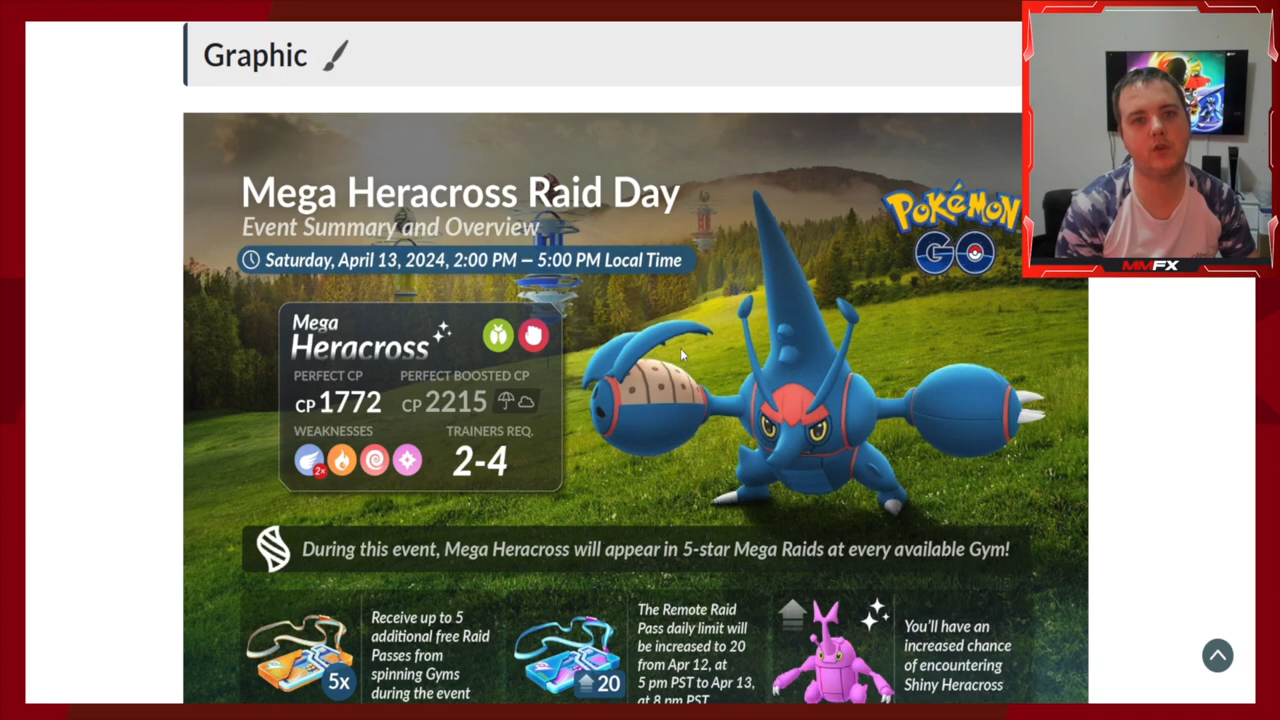 Graphic
Mega Heracross Raid Day
Event Summary and Overview
Saturday, April 13, 2024, 2:00 PM — 5:00 PM Local Time
POKÉMON
GO
Mega
Heracross
PERFECT CP
PERFECT BOOSTED CP
CP 1772
CP 2215
WEAKNESSES
TRAINERS REQ.
2x
2-4
During this event, Mega Heracross will appear in 5-star Mega Raids at every available Gym!
Receive up to 5
additional free Raid
Passes from
spinning Gyms
during the event
5x
The Remote Raid
Pass daily limit will
be increased to 20
from Apr 12, at
5 pm PST to Apr 13,
at 8 pm PST
20
You'll have an
increased chance
of encountering
Shiny Heracross
MMFX